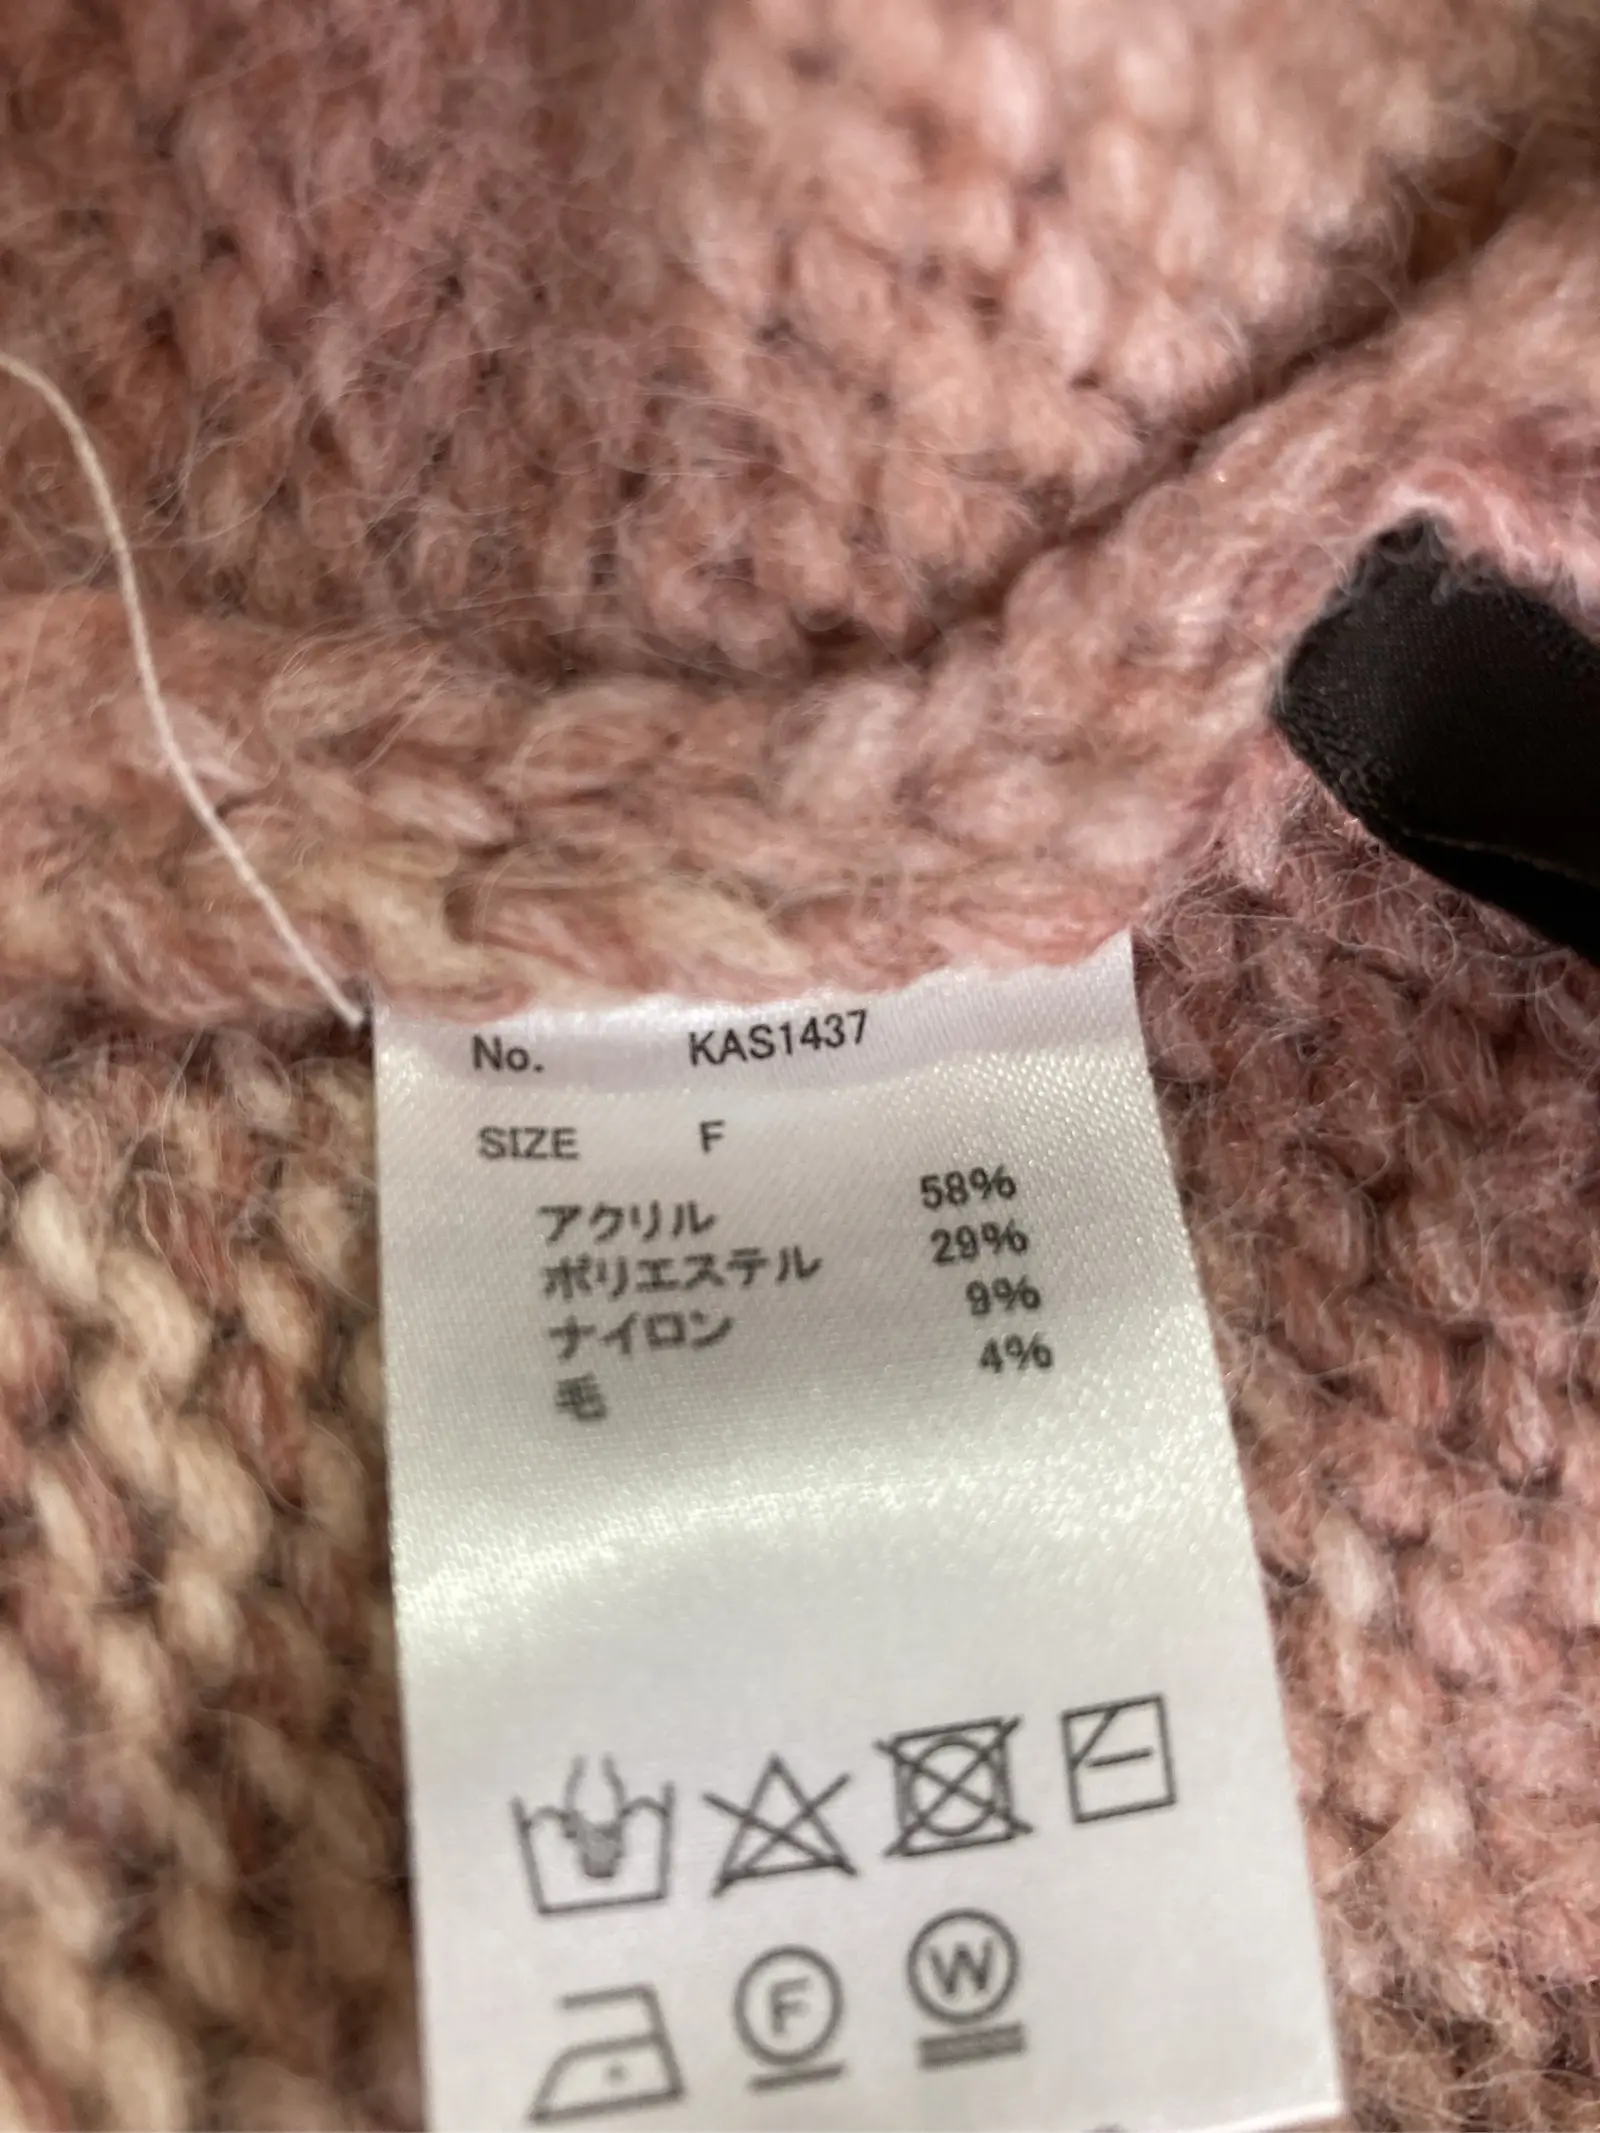 No. KAS1437
SIZE F
アクリル 58%
ポリエステル 29%
ナイロン 9%
毛 4%
F
W